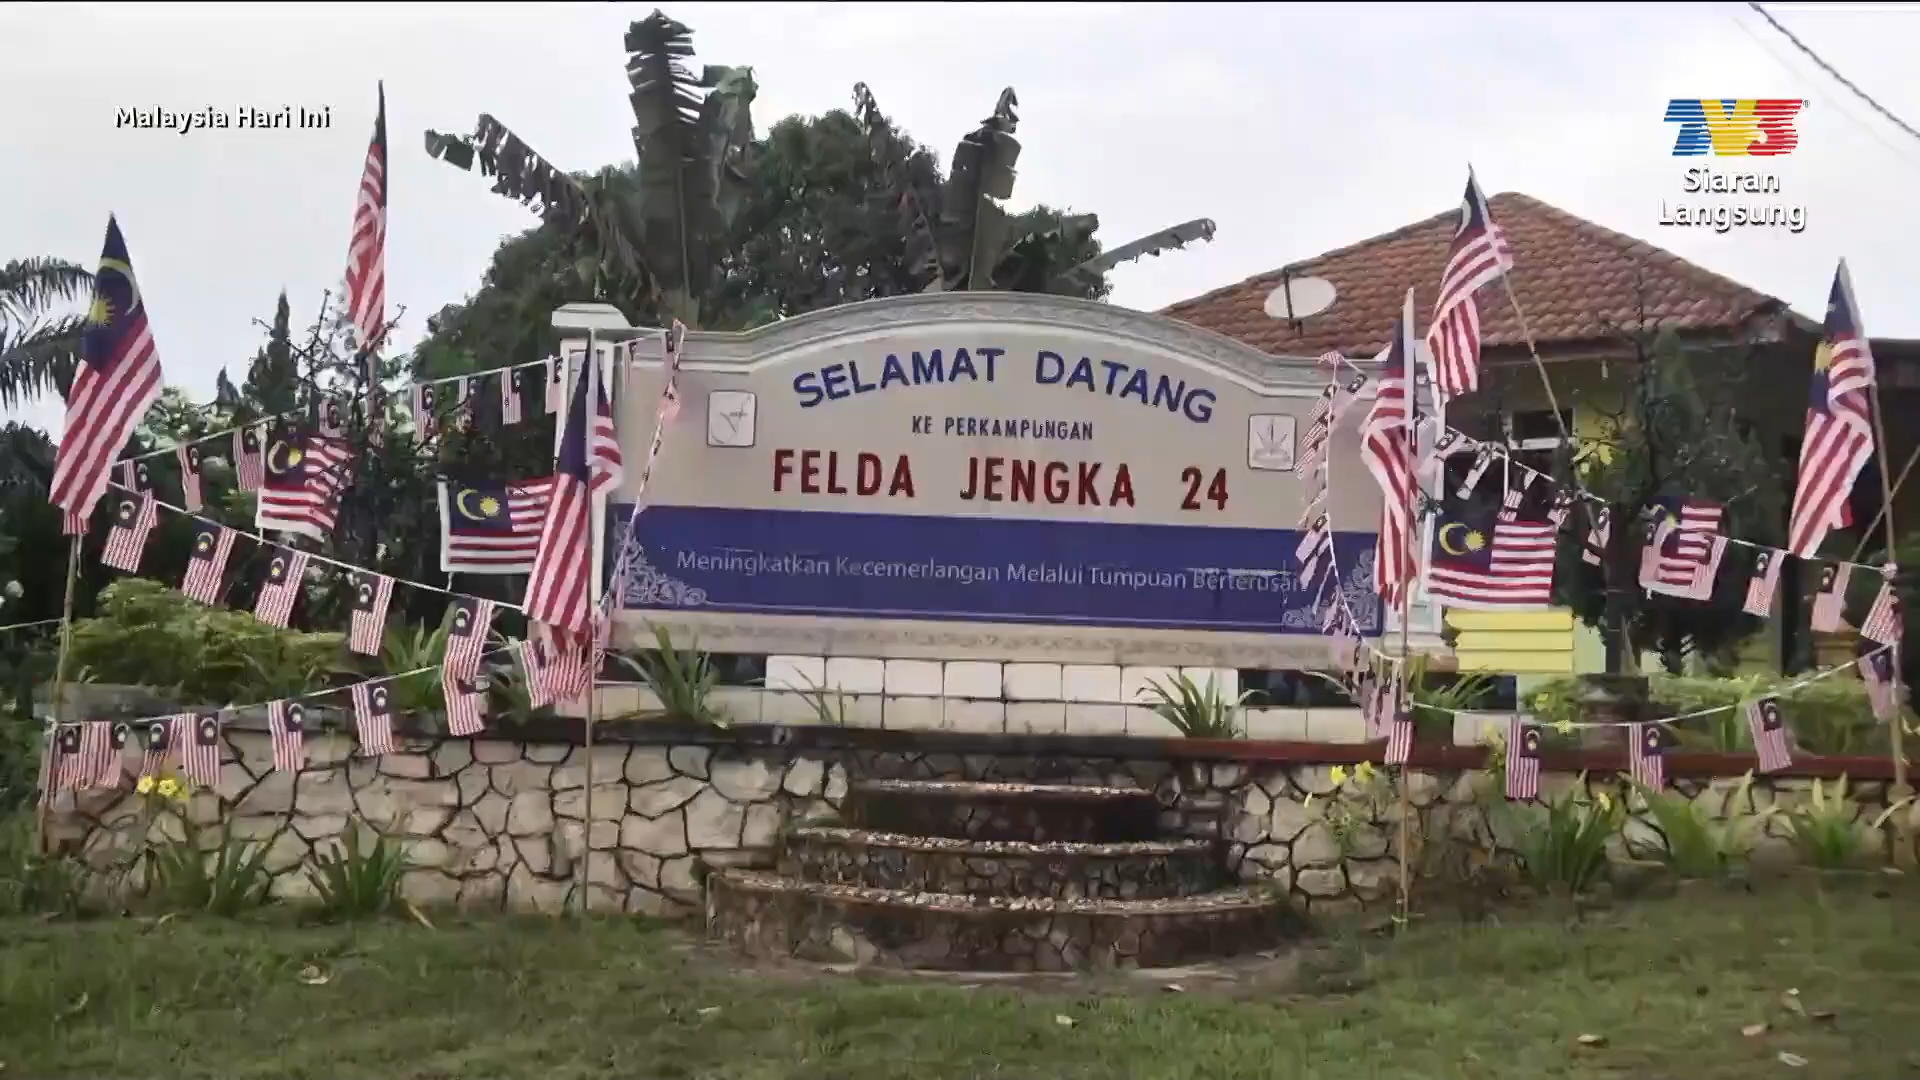 Malaysia Hari Ini
TV3
Siaran
Langsung
SELAMAT DATANG
KE PERKAMPUNGAN
FELDA JENGKA 24
Meningkatkan Kecemerlangan Melalui Tumpuan Berterusan